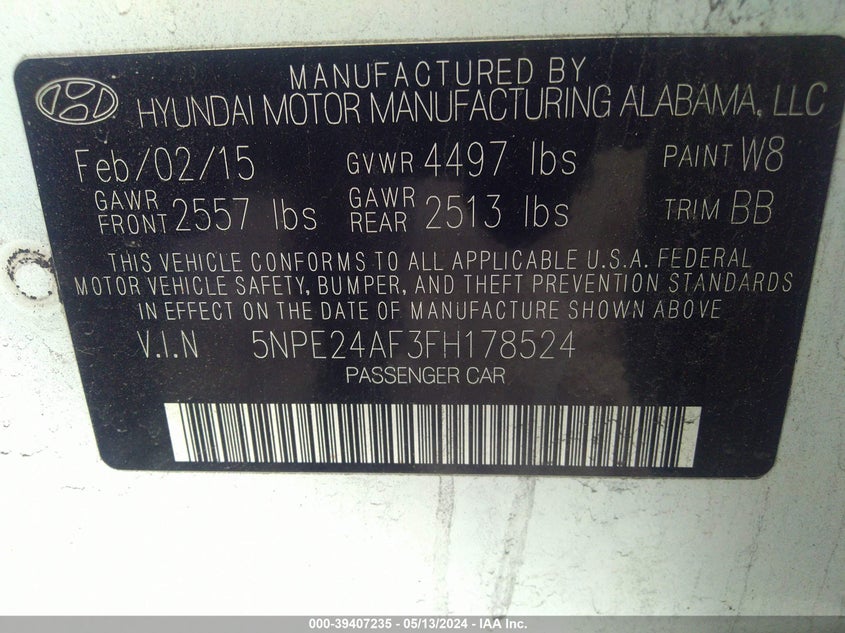 MANUFACTURED BY
HYUNDAI MOTOR MANUFACTURING ALABAMA, LLC
Feb/02/15 GVWR 4497 lbs PAINT W8
GAWR FRONT 2557 lbs GAWR REAR 2513 lbs TRIM BB
THIS VEHICLE CONFORMS TO ALL APPLICABLE U.S.A. FEDERAL
MOTOR VEHICLE SAFETY, BUMPER, AND THEFT PREVENTION STANDARDS
IN EFFECT ON THE DATE OF MANUFACTURE SHOWN ABOVE
V.I.N 5NPE24AF3FH178524
PASSENGER CAR
000-39407235 - 05/13/2024 - IAA Inc.